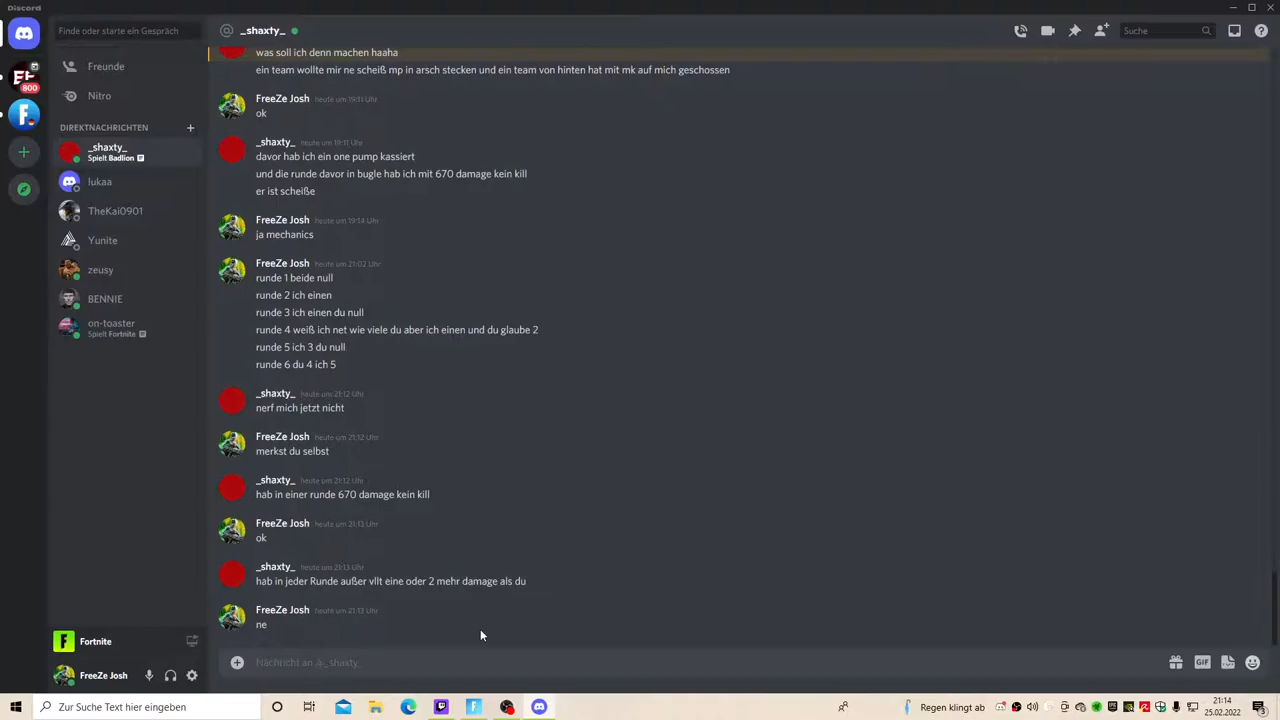 Discord
Finde oder starte ein Gespräch
_shaxty_
Suche
Freunde
Nitro
DIREKTNACHRICHTEN
_shaxty_
Spielt Badlion
lukaa
TheKai0901
Yunite
zeusy
BENNIE
on-toaster
Spielt Fortnite
800
was soll ich denn machen haaha
ein team wollte mir ne scheiß mp in arsch stecken und ein team von hinten hat mit mk auf mich geschossen
FreeZe Josh heute um 19:11 Uhr
ok
_shaxty_ heute um 19:11 Uhr
davor hab ich ein one pump kassiert
und die runde davor in bugle hab ich mit 670 damage kein kill
er ist scheiße
FreeZe Josh heute um 19:14 Uhr
ja mechanics
FreeZe Josh heute um 21:02 Uhr
runde 1 beide null
runde 2 ich einen
runde 3 ich einen du null
runde 4 weiß ich net wie viele du aber ich einen und du glaube 2
runde 5 ich 3 du null
runde 6 du 4 ich 5
_shaxty_ heute um 21:12 Uhr
nerf mich jetzt nicht
FreeZe Josh heute um 21:12 Uhr
merkst du selbst
_shaxty_ heute um 21:12 Uhr
hab in einer runde 670 damage kein kill
FreeZe Josh heute um 21:13 Uhr
ok
_shaxty_ heute um 21:13 Uhr
hab in jeder Runde außer vllt eine oder 2 mehr damage als du
FreeZe Josh heute um 21:13 Uhr
ne
Nachricht an @_shaxty_
GIF
Fortnite
FreeZe Josh
Zur Suche Text hier eingeben
Regen klingt ab
21:14
25.02.2022